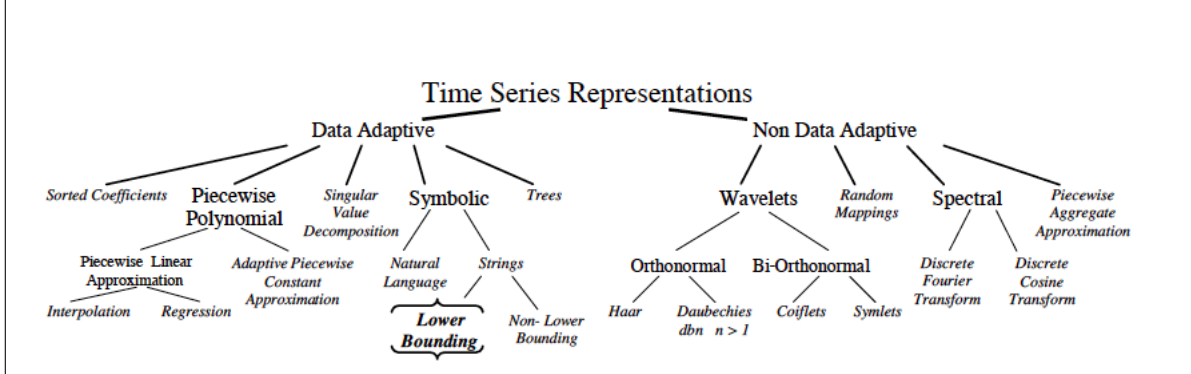 Time Series Representations
Data Adaptive
Non Data Adaptive
Sorted Coefficients
Piecewise
Polynomial
Singular
Value
Decomposition
Symbolic
Trees
Wavelets
Random
Mappings
Spectral
Piecewise
Aggregate
Approximation
Piecewise Linear
Approximation
Adaptive Piecewise
Constant
Approximation
Natural
Language
Strings
Orthonormal
Bi-Orthonormal
Discrete
Fourier
Transform
Discrete
Cosine
Transform
Interpolation
Regression
Lower
Bounding
Non- Lower
Bounding
Haar
Daubechies
dbn n > 1
Coiflets
Symlets